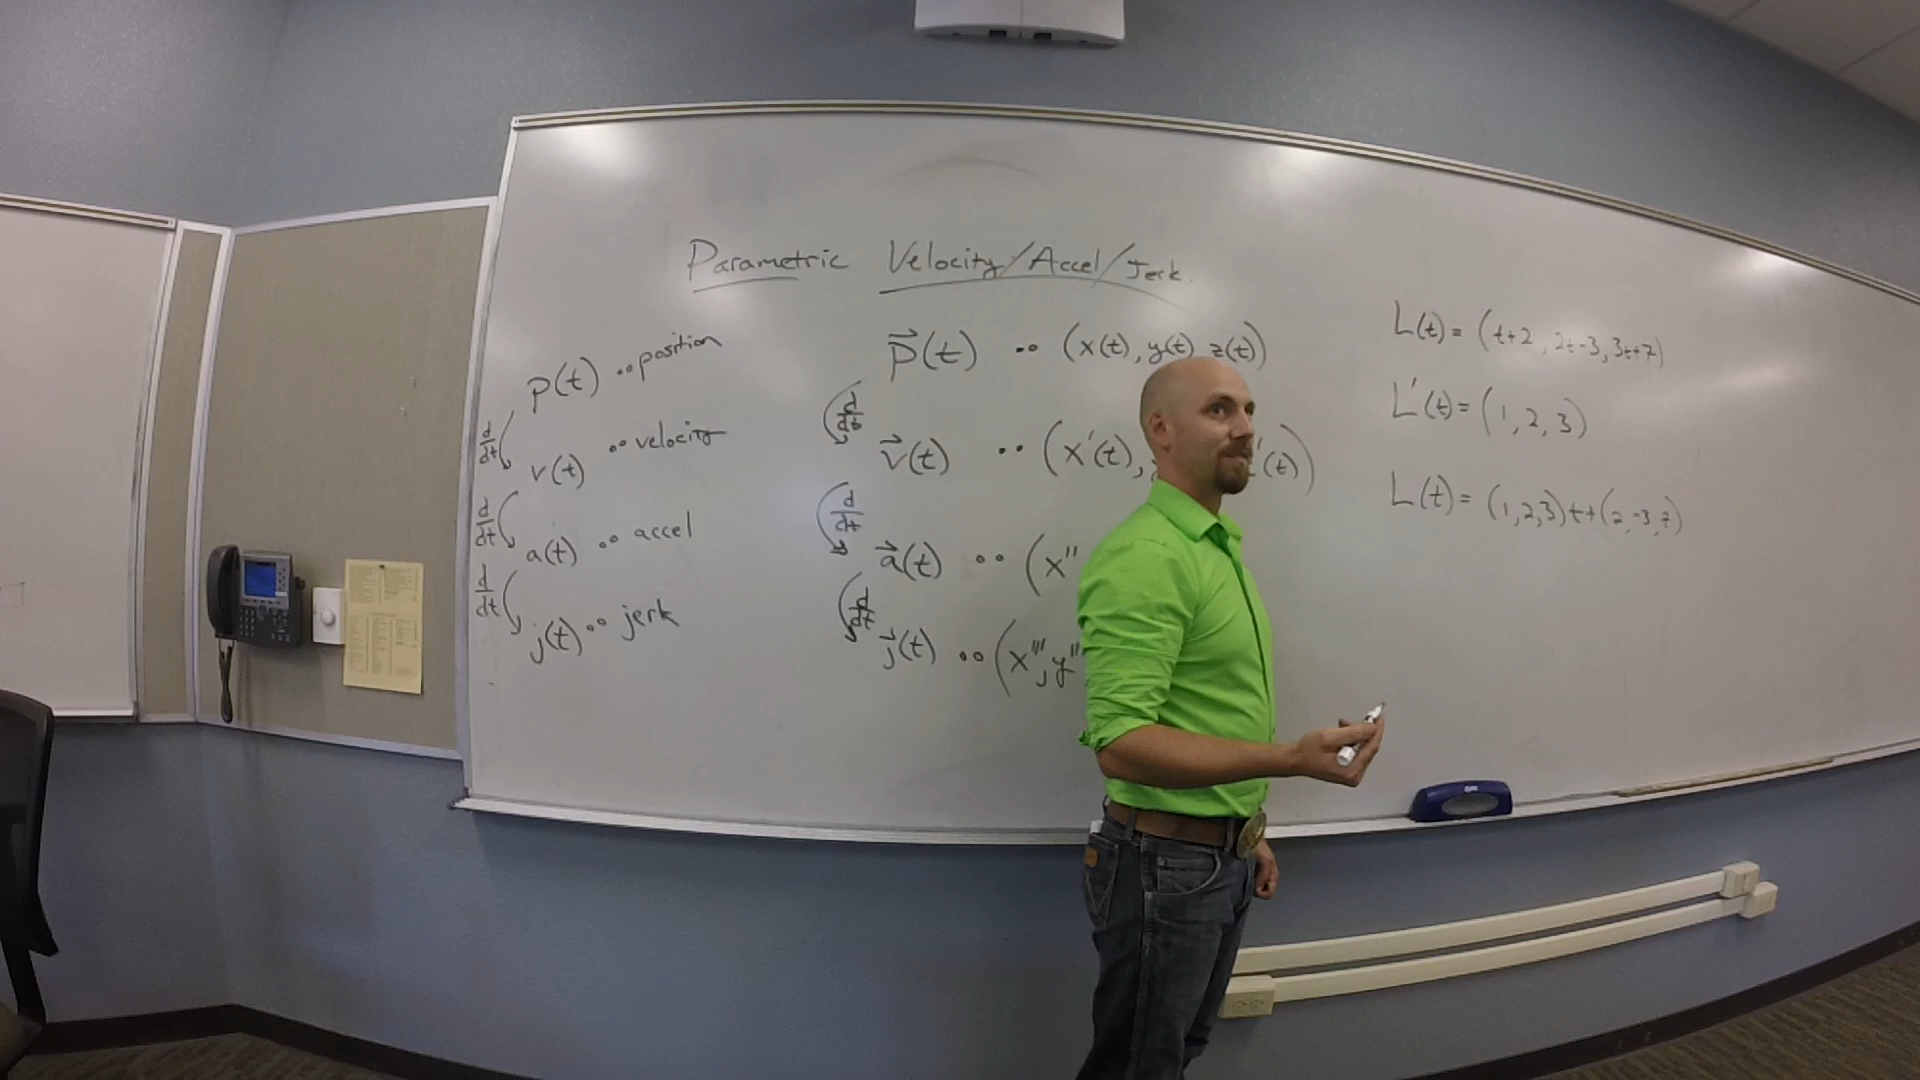 Parametric Velocity/Accel/Jerk.
p(t) ∘∘ position
d/dt
v(t) ∘∘ velocity
d/dt
a(t) ∘∘ accel
d/dt
j(t) ∘∘ jerk
p⃗(t) ∘∘ (x(t), y(t), z(t))
d/dt
v⃗(t) ∘∘ (x'(t), '(t))
d/dt
a⃗(t) ∘∘ (x''
d/dt
j⃗(t) ∘∘ (x''', y'''
L(t) = (t+2, 2t-3, 3t+7)
L'(t) = (1, 2, 3)
L(t) = (1,2,3)t+(2,-3,7)